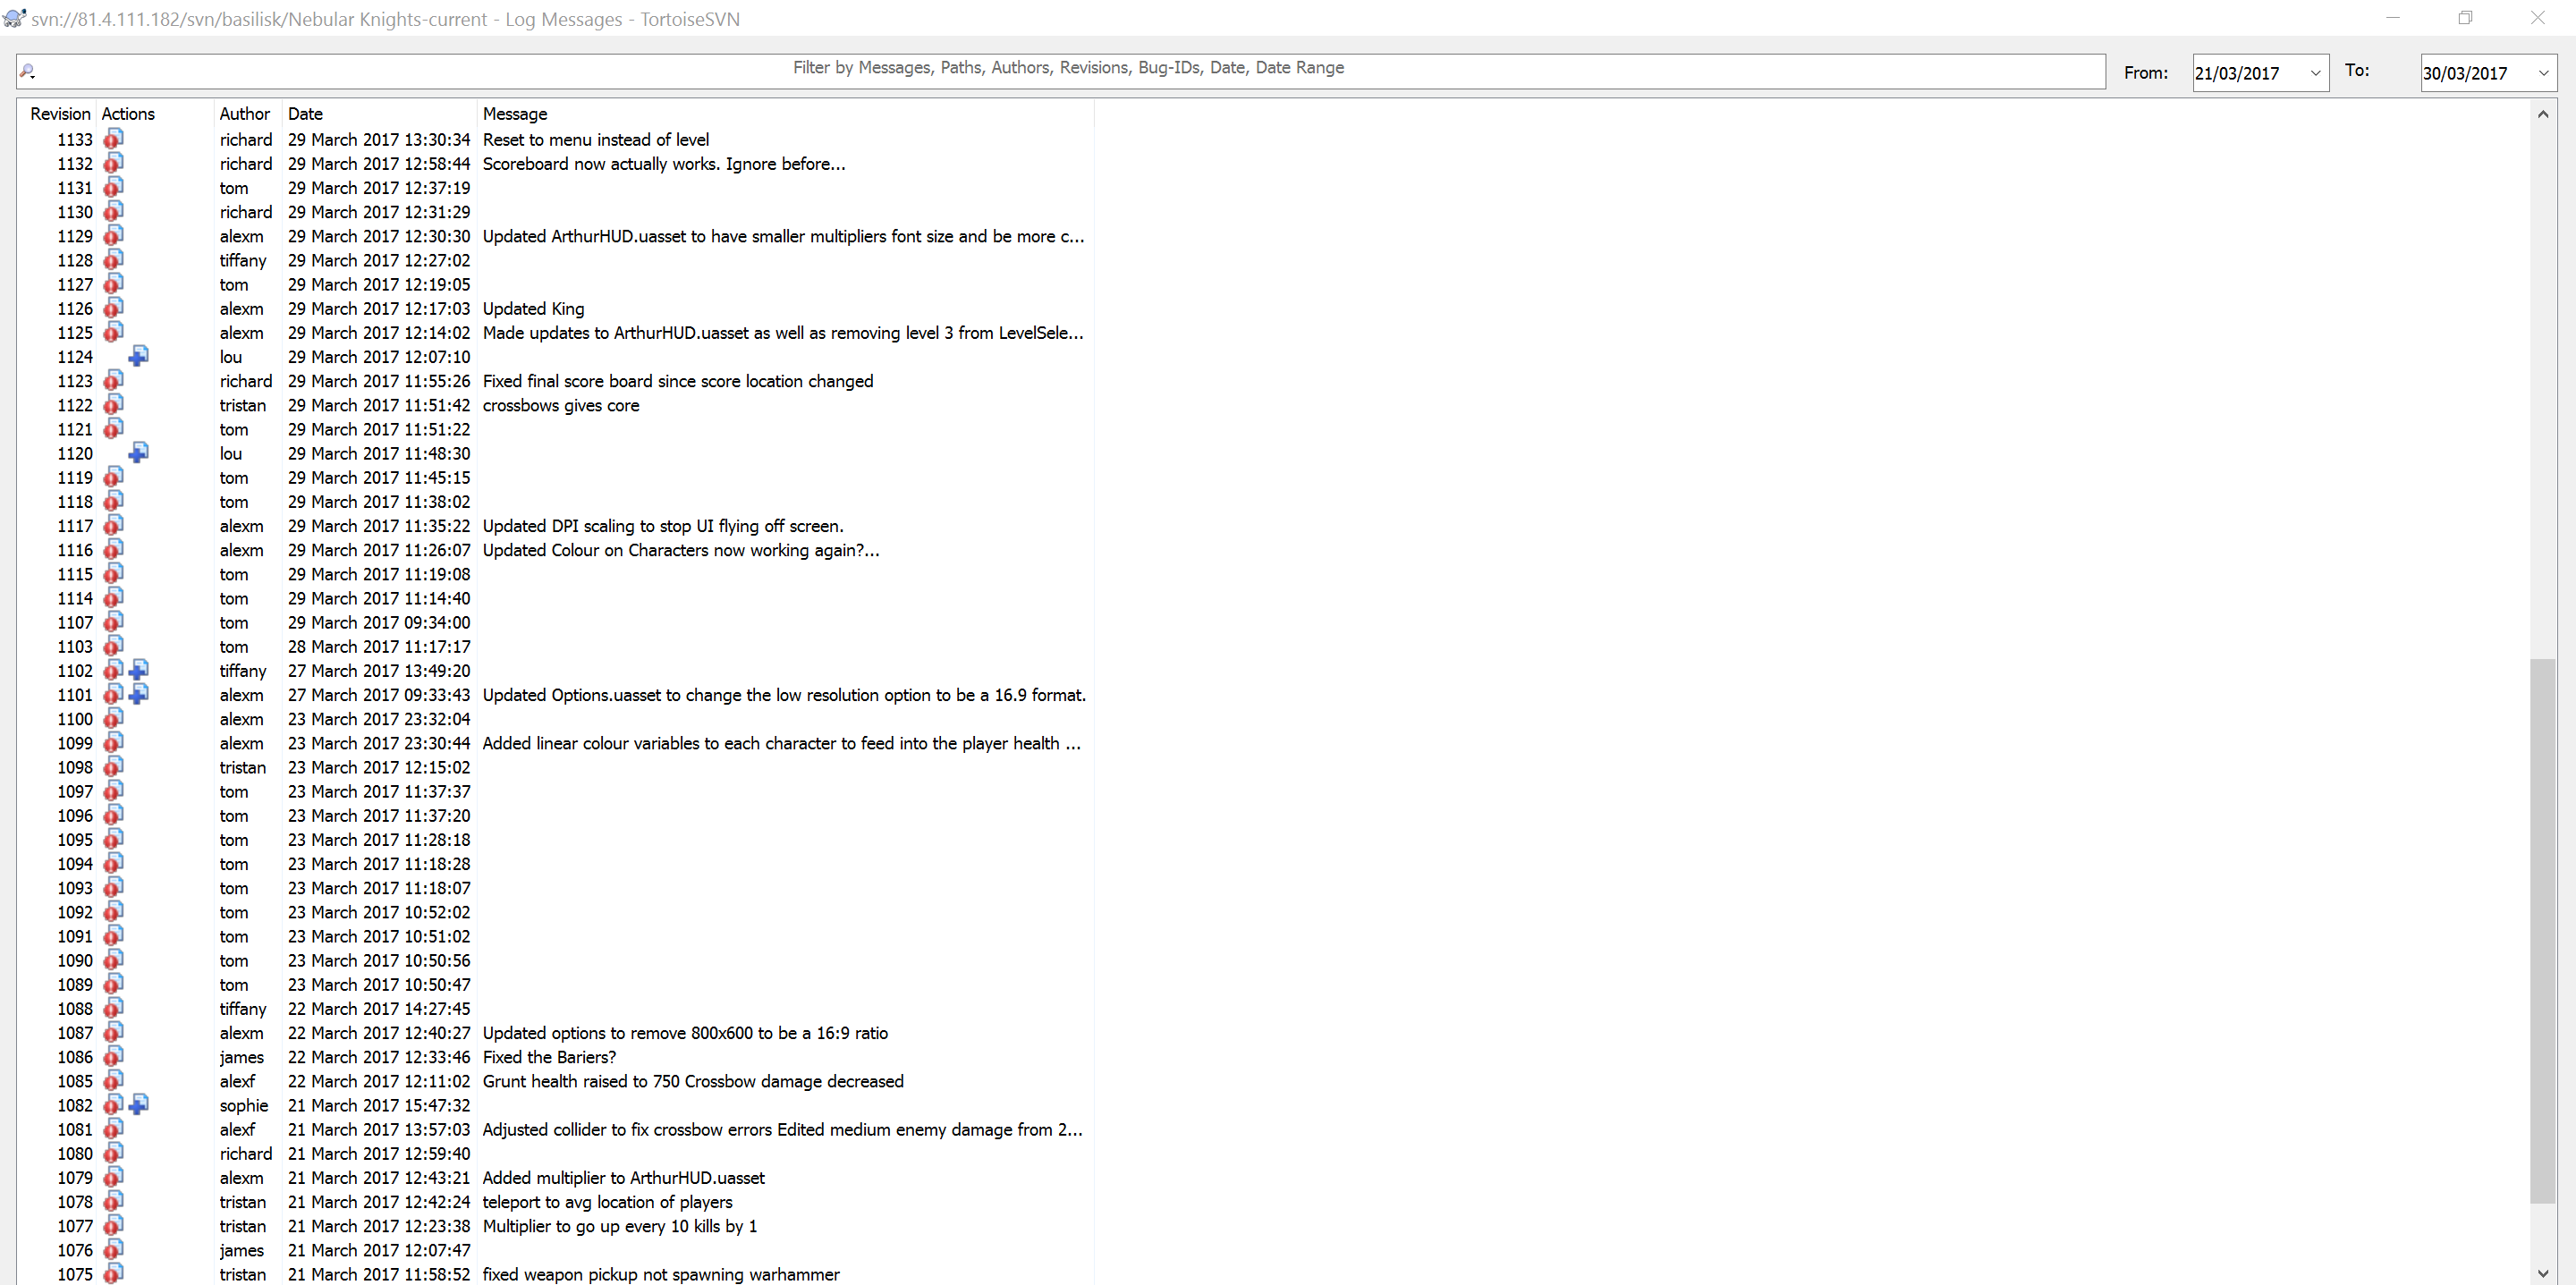 svn://81.4.111.182/svn/basilisk/Nebular Knights-current - Log Messages - TortoiseSVN
Filter by Messages, Paths, Authors, Revisions, Bug-IDs, Date, Date Range From: 21/03/2017 To: 30/03/2017
Revision Actions Author Date Message
1133 richard 29 March 2017 13:30:34 Reset to menu instead of level
1132 richard 29 March 2017 12:58:44 Scoreboard now actually works. Ignore before...
1131 tom 29 March 2017 12:37:19
1130 richard 29 March 2017 12:31:29
1129 alexm 29 March 2017 12:30:30 Updated ArthurHUD.uasset to have smaller multipliers font size and be more c...
1128 tiffany 29 March 2017 12:27:02
1127 tom 29 March 2017 12:19:05
1126 alexm 29 March 2017 12:17:03 Updated King
1125 alexm 29 March 2017 12:14:02 Made updates to ArthurHUD.uasset as well as removing level 3 from LevelSele...
1124 lou 29 March 2017 12:07:10
1123 richard 29 March 2017 11:55:26 Fixed final score board since score location changed
1122 tristan 29 March 2017 11:51:42 crossbows gives core
1121 tom 29 March 2017 11:51:22
1120 lou 29 March 2017 11:48:30
1119 tom 29 March 2017 11:45:15
1118 tom 29 March 2017 11:38:02
1117 alexm 29 March 2017 11:35:22 Updated DPI scaling to stop UI flying off screen.
1116 alexm 29 March 2017 11:26:07 Updated Colour on Characters now working again?...
1115 tom 29 March 2017 11:19:08
1114 tom 29 March 2017 11:14:40
1107 tom 29 March 2017 09:34:00
1103 tom 28 March 2017 11:17:17
1102 tiffany 27 March 2017 13:49:20
1101 alexm 27 March 2017 09:33:43 Updated Options.uasset to change the low resolution option to be a 16.9 format.
1100 alexm 23 March 2017 23:32:04
1099 alexm 23 March 2017 23:30:44 Added linear colour variables to each character to feed into the player health ...
1098 tristan 23 March 2017 12:15:02
1097 tom 23 March 2017 11:37:37
1096 tom 23 March 2017 11:37:20
1095 tom 23 March 2017 11:28:18
1094 tom 23 March 2017 11:18:28
1093 tom 23 March 2017 11:18:07
1092 tom 23 March 2017 10:52:02
1091 tom 23 March 2017 10:51:02
1090 tom 23 March 2017 10:50:56
1089 tom 23 March 2017 10:50:47
1088 tiffany 22 March 2017 14:27:45
1087 alexm 22 March 2017 12:40:27 Updated options to remove 800x600 to be a 16:9 ratio
1086 james 22 March 2017 12:33:46 Fixed the Bariers?
1085 alexf 22 March 2017 12:11:02 Grunt health raised to 750 Crossbow damage decreased
1082 sophie 21 March 2017 15:47:32
1081 alexf 21 March 2017 13:57:03 Adjusted collider to fix crossbow errors Edited medium enemy damage from 2...
1080 richard 21 March 2017 12:59:40
1079 alexm 21 March 2017 12:43:21 Added multiplier to ArthurHUD.uasset
1078 tristan 21 March 2017 12:42:24 teleport to avg location of players
1077 tristan 21 March 2017 12:23:38 Multiplier to go up every 10 kills by 1
1076 james 21 March 2017 12:07:47
1075 tristan 21 March 2017 11:58:52 fixed weapon pickup not spawning warhammer